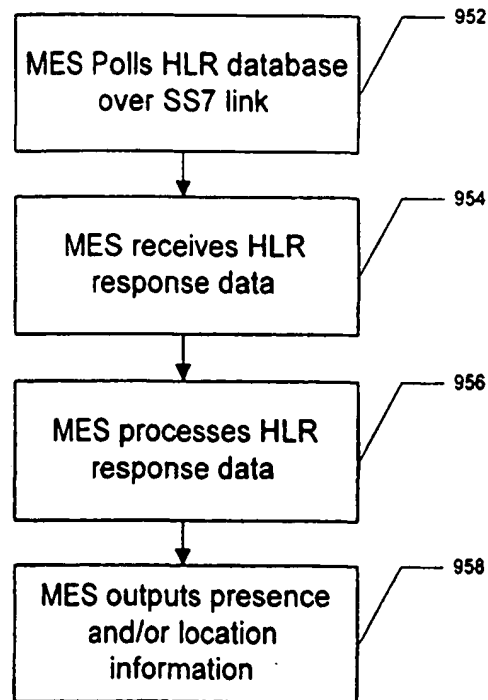 952
MES Polls HLR database
over SS7 link
954
MES receives HLR
response data
956
MES processes HLR
response data
958
MES outputs presence
and/or location
information